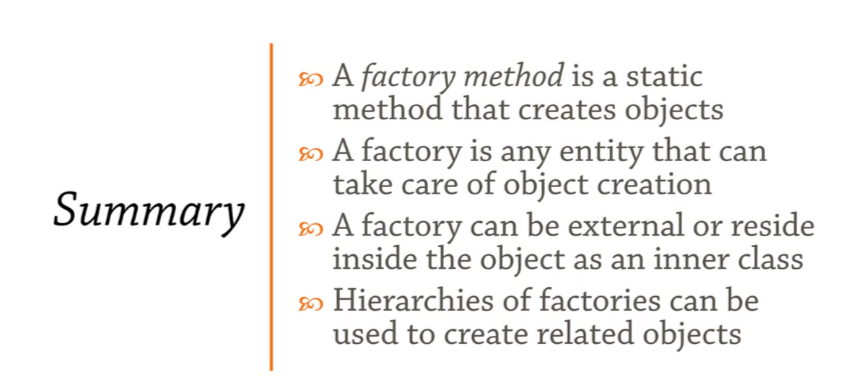 Summary
A factory method is a static
method that creates objects
A factory is any entity that can
take care of object creation
A factory can be external or reside
inside the object as an inner class
Hierarchies of factories can be
used to create related objects